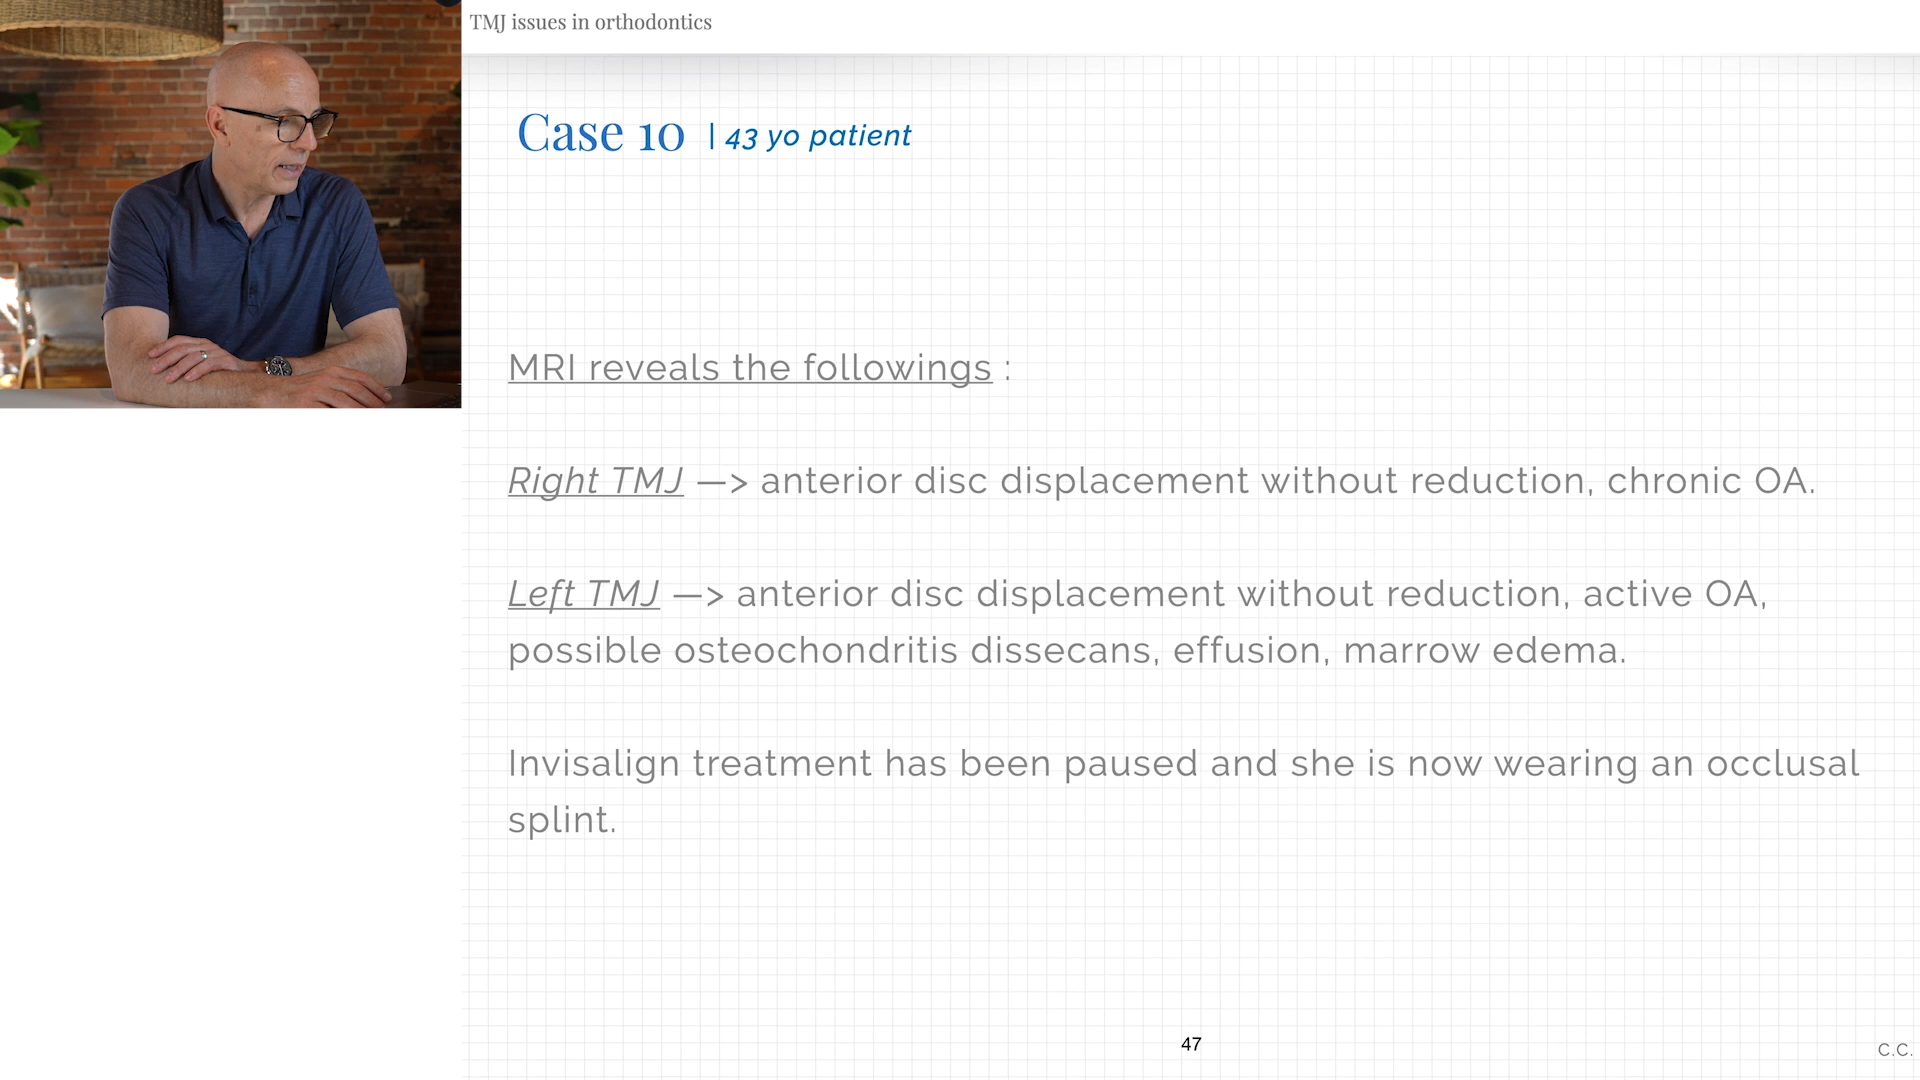 TMJ issues in orthodontics
Case 10 | 43 yo patient
MRI reveals the followings :
Right TMJ —> anterior disc displacement without reduction, chronic OA.
Left TMJ —> anterior disc displacement without reduction, active OA,
possible osteochondritis dissecans, effusion, marrow edema.
Invisalign treatment has been paused and she is now wearing an occlusal
splint.
47
C.C.